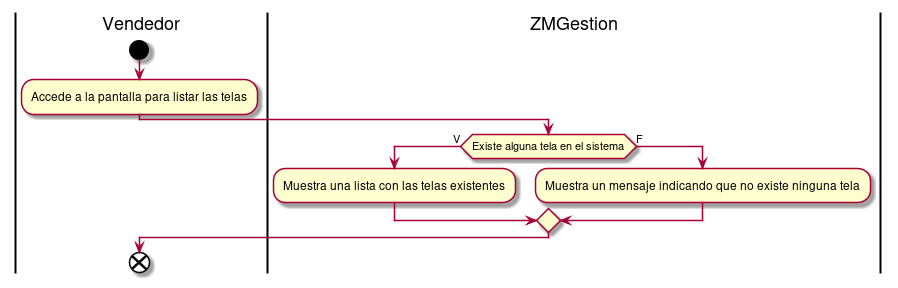 Vendedor
ZMGestion
Accede a la pantalla para listar las telas
V
Existe alguna tela en el sistema
F
Muestra una lista con las telas existentes
Muestra un mensaje indicando que no existe ninguna tela